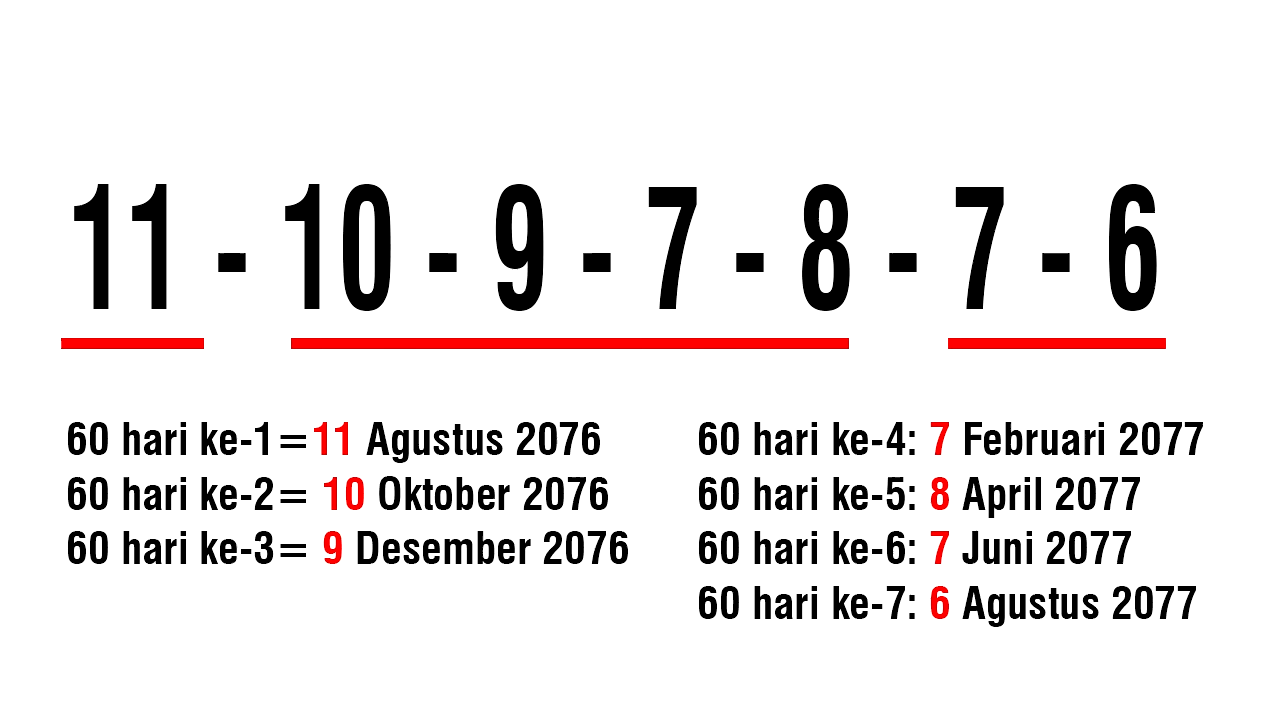 11 - 10 - 9 - 7 - 8 - 7 - 6
60 hari ke-1=11 Agustus 2076
60 hari ke-2= 10 Oktober 2076
60 hari ke-3= 9 Desember 2076
60 hari ke-4: 7 Februari 2077
60 hari ke-5: 8 April 2077
60 hari ke-6: 7 Juni 2077
60 hari ke-7: 6 Agustus 2077